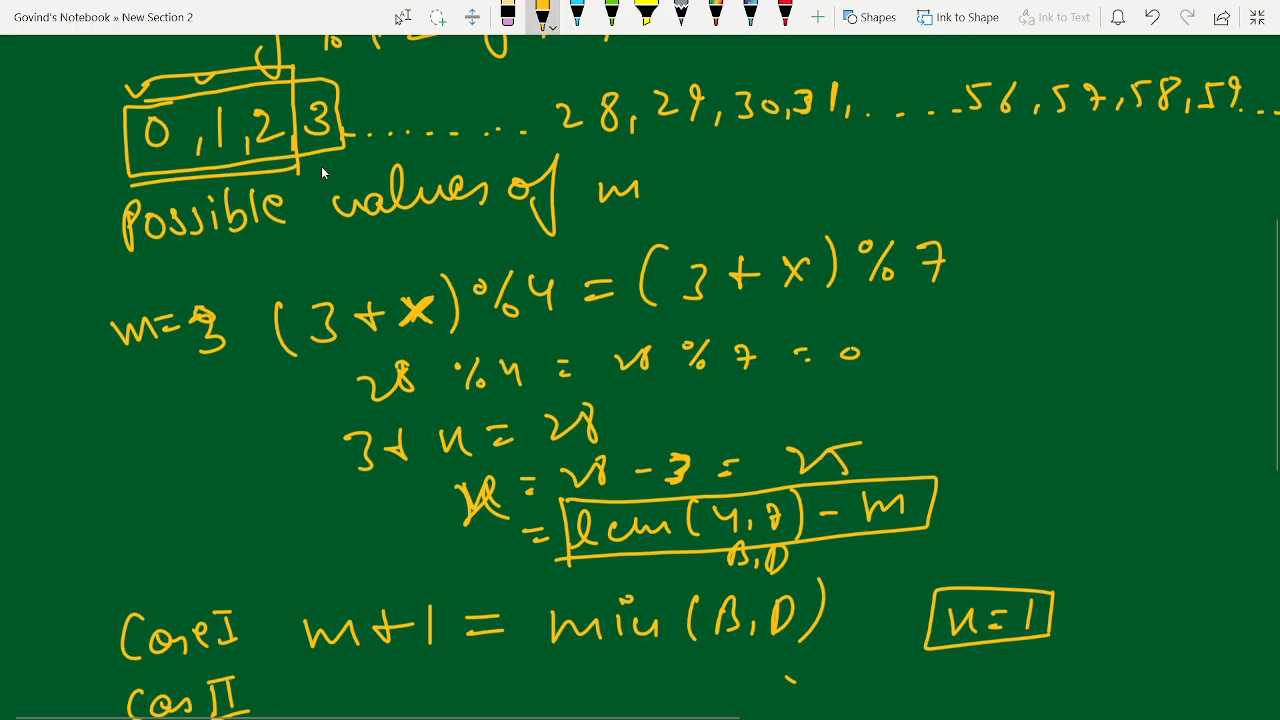 Govind's Notebook » New Section 2
Shapes Ink to Shape Ink to Text
0, 1, 2, 3, ......... 28, 29, 30, 31, .....56, 57, 58, 59...
possible values of m
m=3 (3+x)%4 = (3+x)%7
28 %4 = 28 % 7 = 0
3+x = 28
x = 28-3 = 25
= lcm(4,7) - m
B,D
Case I m+1 = min(B,D) x=1
Cas II